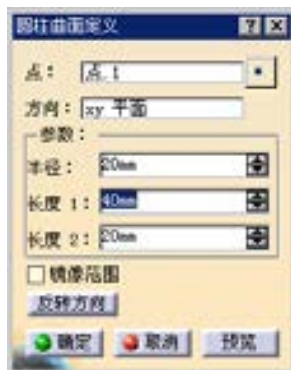 圆柱曲面定义
点： 点.1
方向： xy 平面
参数：
半径： 20mm
长度 1： 40mm
长度 2： 20mm
镜像范围
反转方向
确定 取消 预览